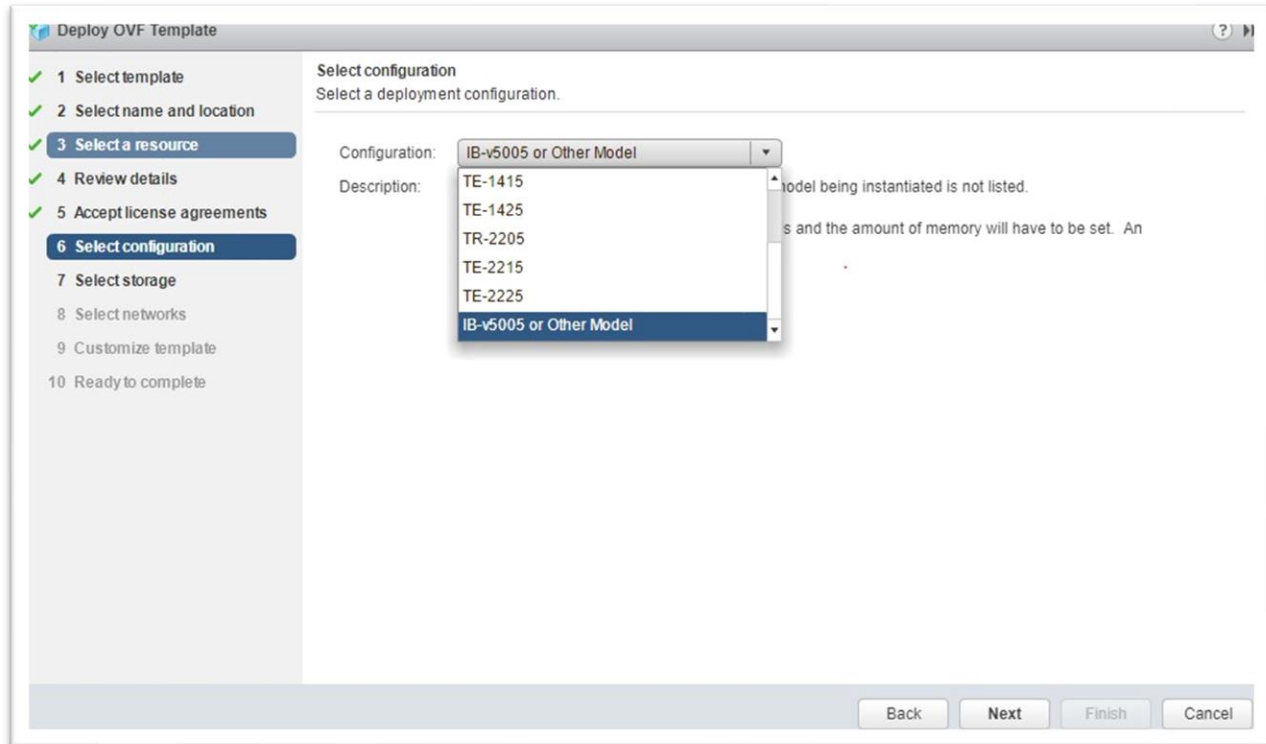 Deploy OVF Template
1 Select template
2 Select name and location
3 Select a resource
4 Review details
5 Accept license agreements
6 Select configuration
7 Select storage
8 Select networks
9 Customize template
10 Ready to complete
Select configuration
Select a deployment configuration.
Configuration: IB-v5005 or Other Model
Description: model being instantiated is not listed.
s and the amount of memory will have to be set. An
TE-1415
TE-1425
TR-2205
TE-2215
TE-2225
IB-v5005 or Other Model
Back Next Finish Cancel